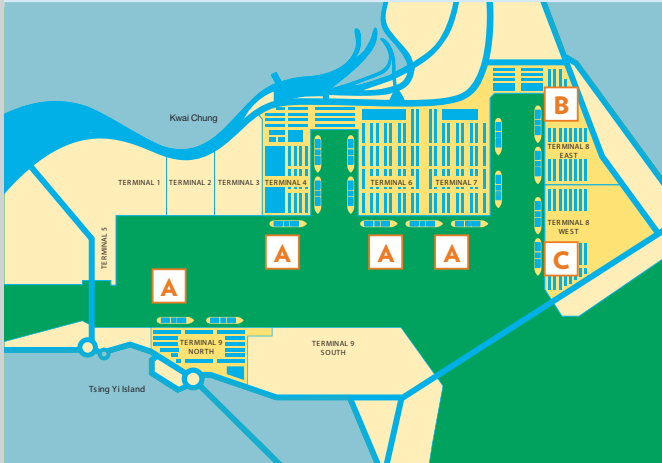 B
Kwai Chung
TERMINAL 8
EAST
TERMINAL 1
TERMINAL 2
TERMINAL 3
TERMINAL 4
TERMINAL 6
TERMINAL 7
TERMINAL 8
WEST
TERMINAL 5
A
A
A
C
A
TERMINAL 9
NORTH
TERMINAL 9
SOUTH
Tsing Yi Island